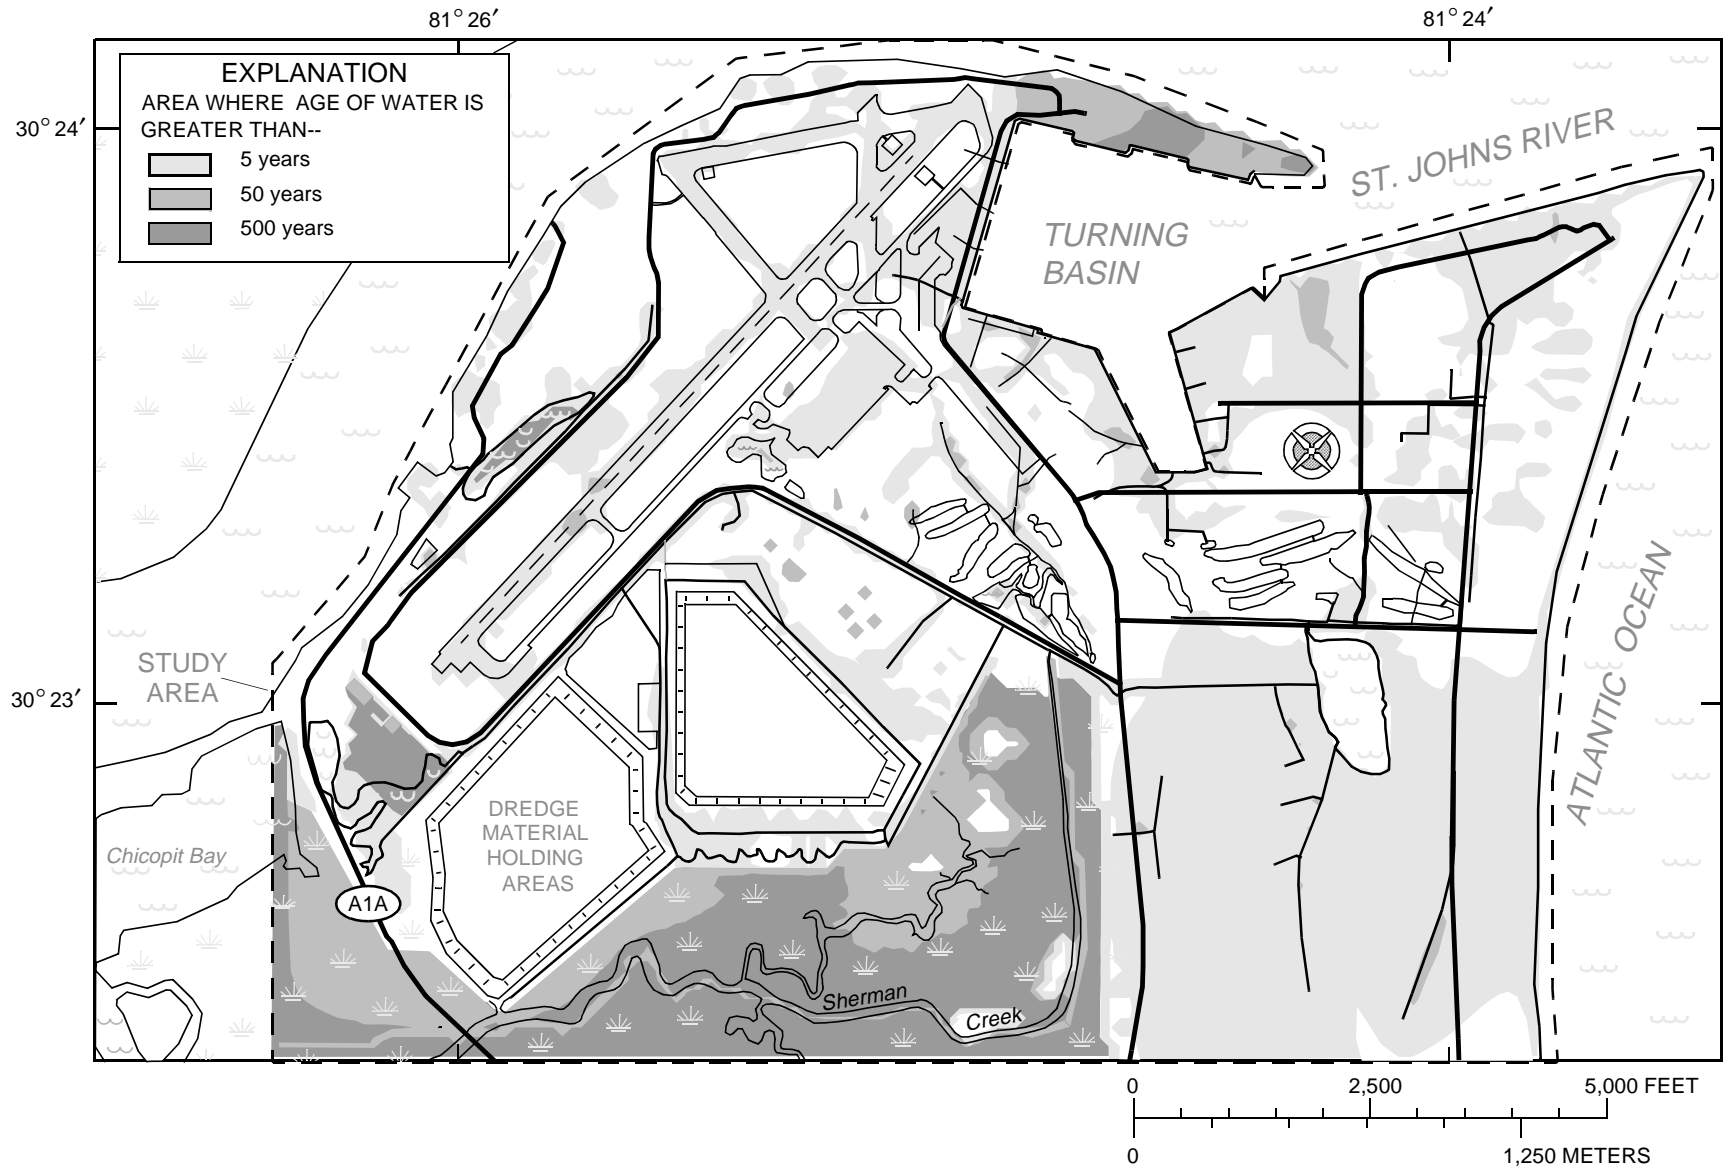 81° 26′
81° 24′
EXPLANATION
AREA WHERE AGE OF WATER IS
GREATER THAN--
5 years
50 years
500 years
30° 24′
ST. JOHNS RIVER
TURNING
BASIN
STUDY
AREA
30° 23′
ATLANTIC OCEAN
DREDGE
MATERIAL
HOLDING
AREAS
Chicopit Bay
A1A
Sherman
Creek
0
2,500
5,000 FEET
0
1,250 METERS